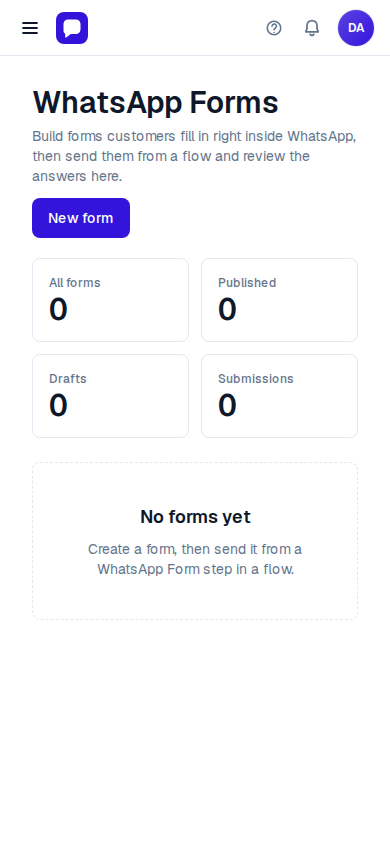 DA
WhatsApp Forms
Build forms customers fill in right inside WhatsApp,
then send them from a flow and review the
answers here.
New form
All forms
0
Published
0
Drafts
0
Submissions
0
No forms yet
Create a form, then send it from a
WhatsApp Form step in a flow.